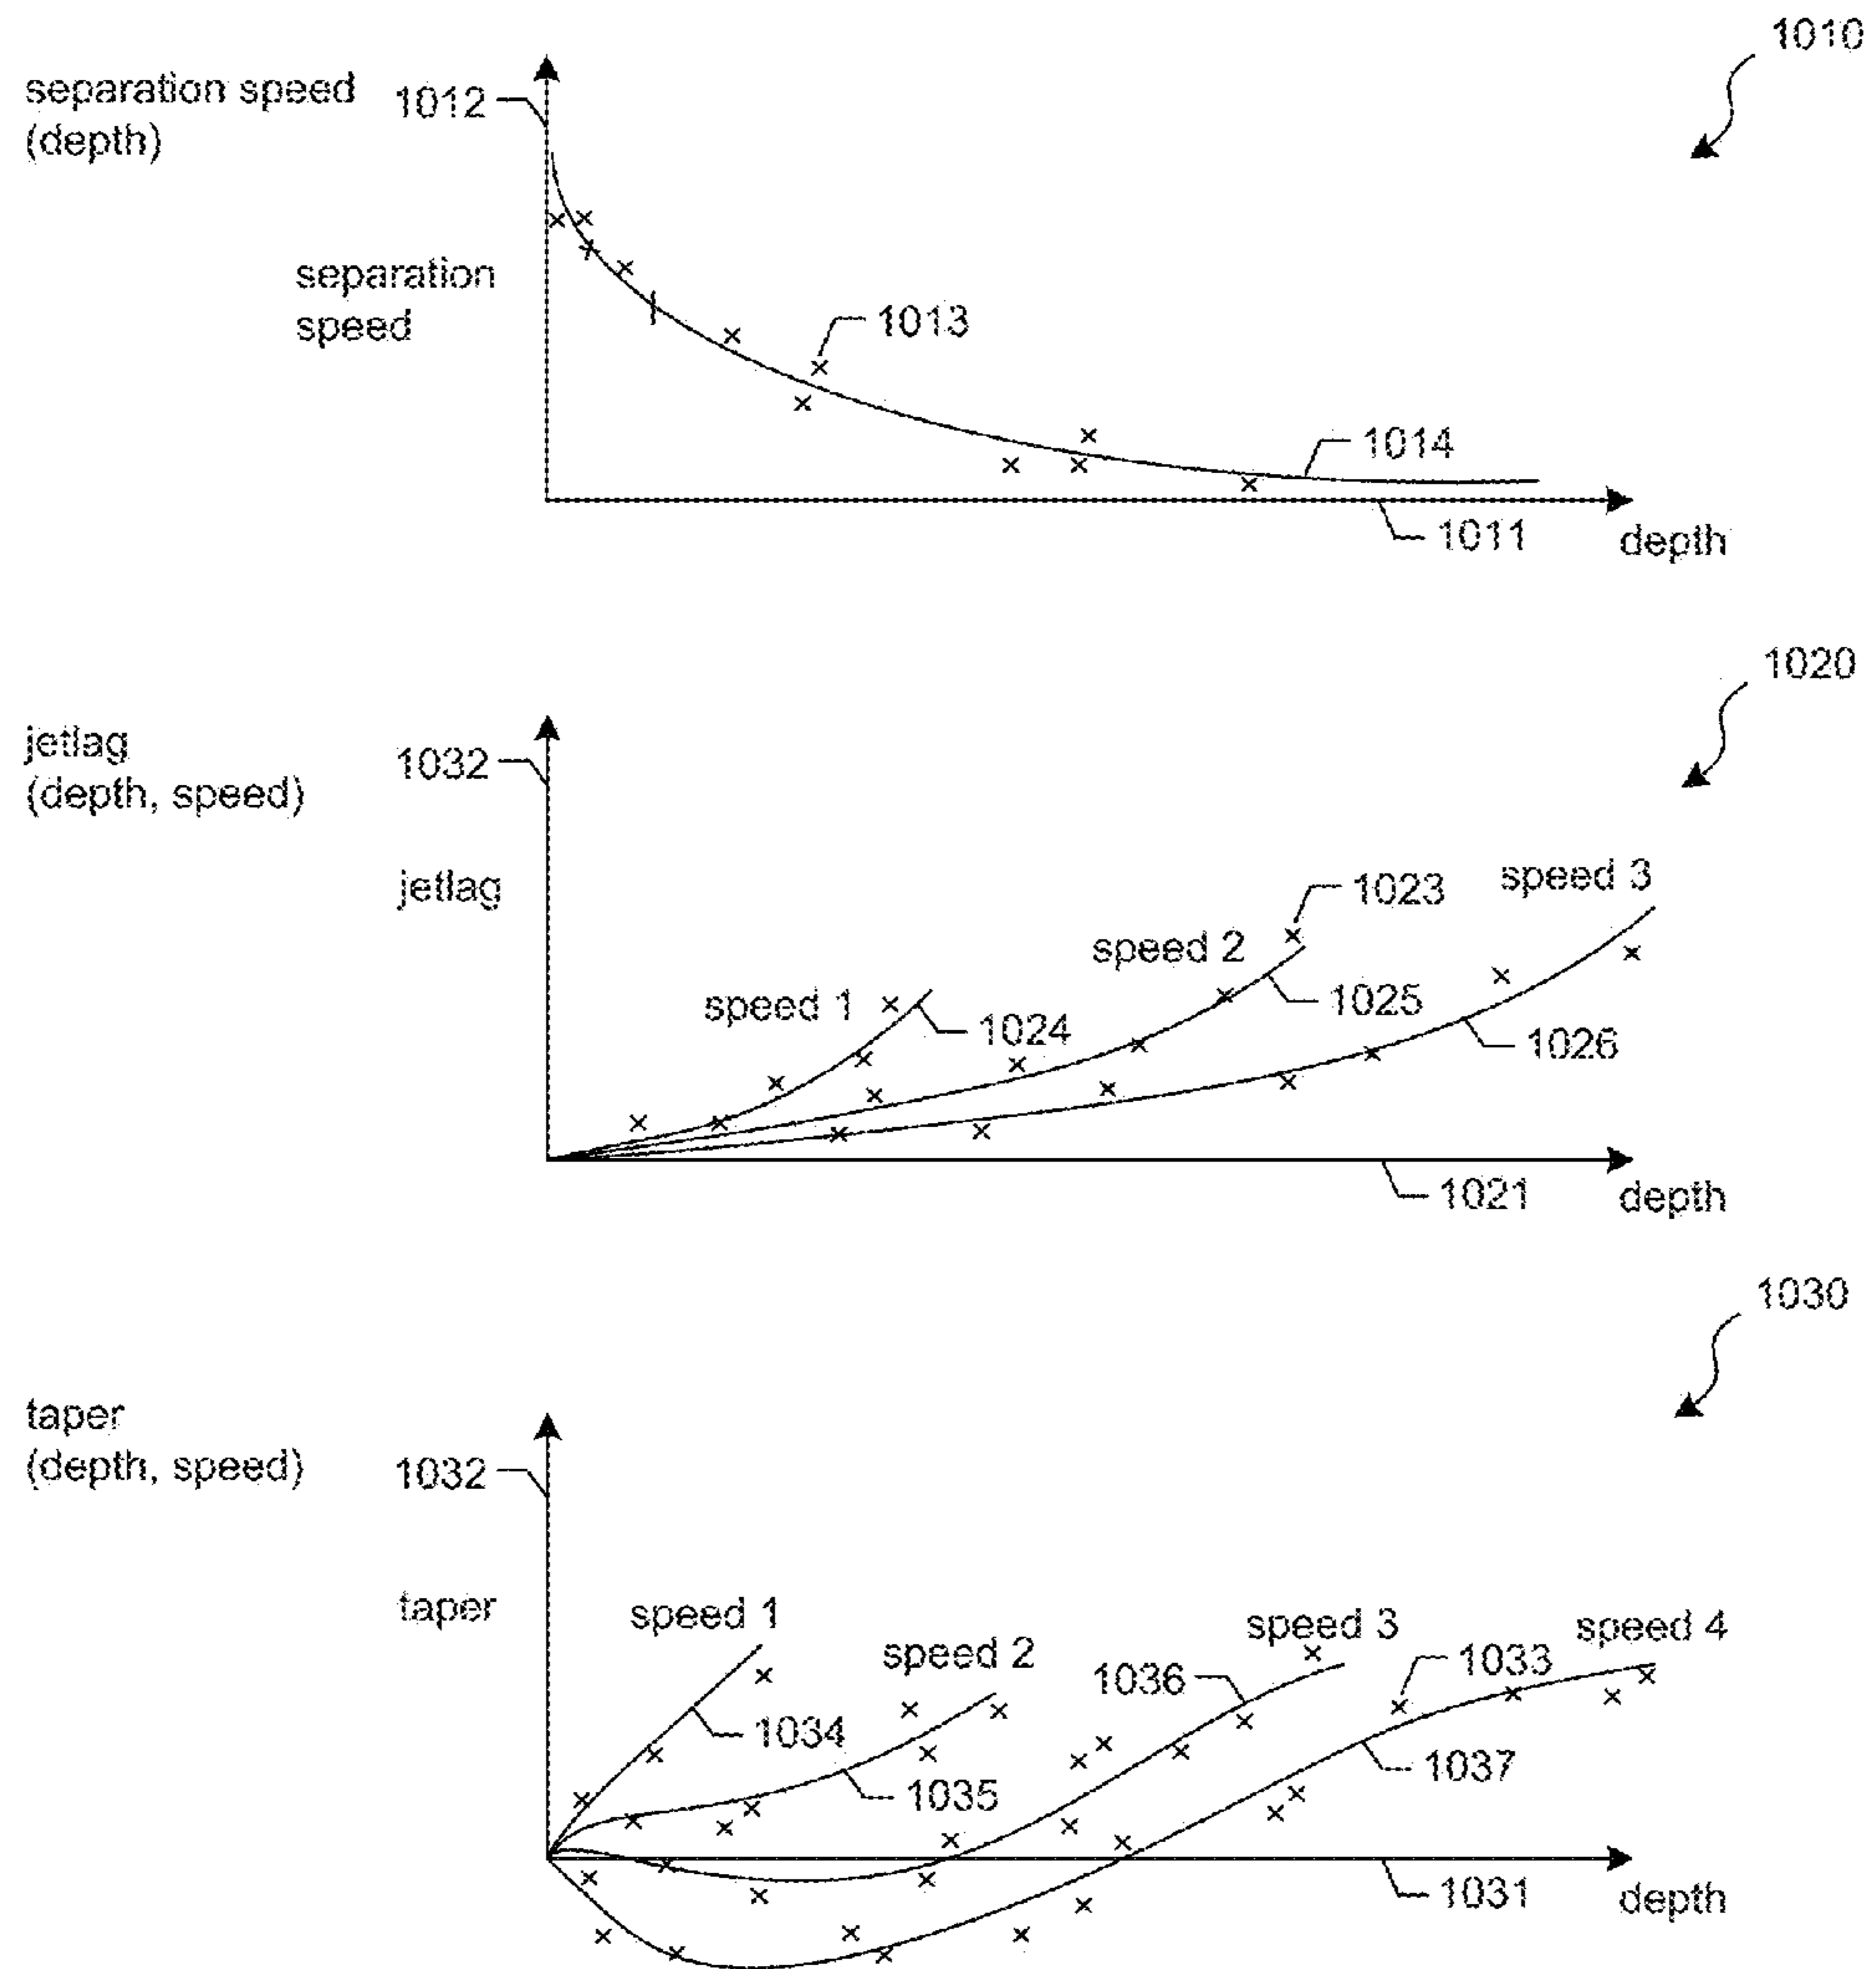 1010
separation speed
(depth)
1012
separation
speed
1013
1014
1011
depth
1020
jetlag
(depth, speed)
1032
jetlag
speed 3
1023
speed 2
speed 1
1025
1024
1026
1021
depth
1030
taper
(depth, speed)
1032
taper
speed 1
speed 2
speed 3
speed 4
1036
1033
1034
1035
1037
1031
depth